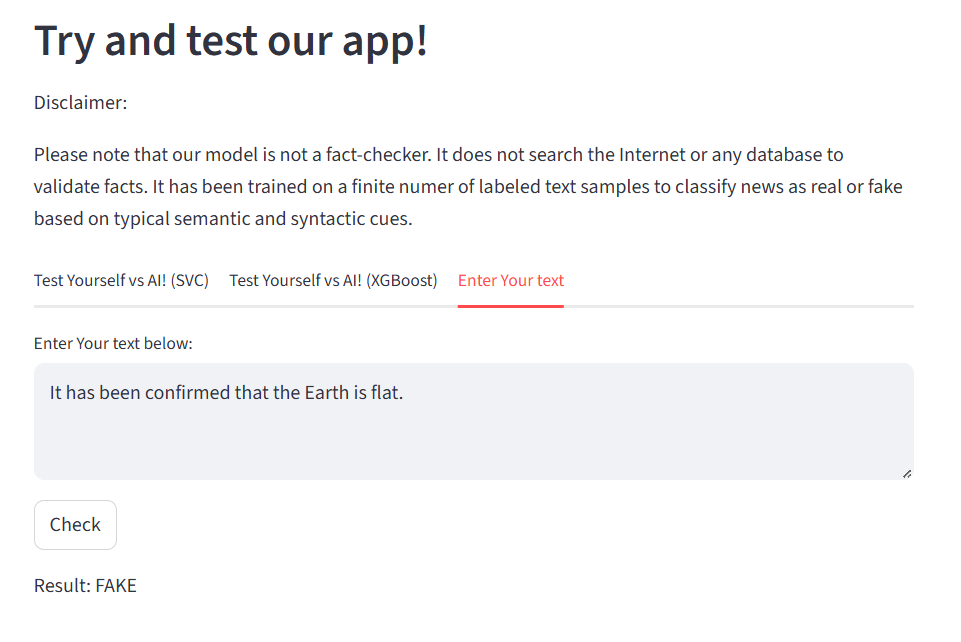 Try and test our app!
Disclaimer:
Please note that our model is not a fact-checker. It does not search the Internet or any database to
validate facts. It has been trained on a finite numer of labeled text samples to classify news as real or fake
based on typical semantic and syntactic cues.
Test Yourself vs AI! (SVC) Test Yourself vs AI! (XGBoost) Enter Your text
Enter Your text below:
It has been confirmed that the Earth is flat.
Check
Result: FAKE